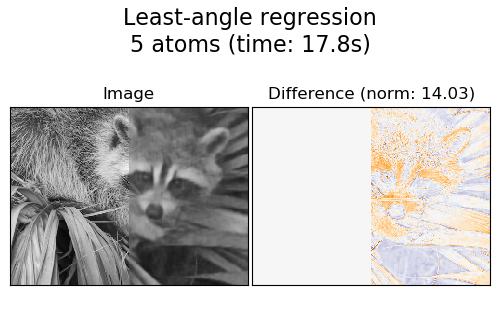 Least-angle regression
5 atoms (time: 17.8s)
Image
Difference (norm: 14.03)